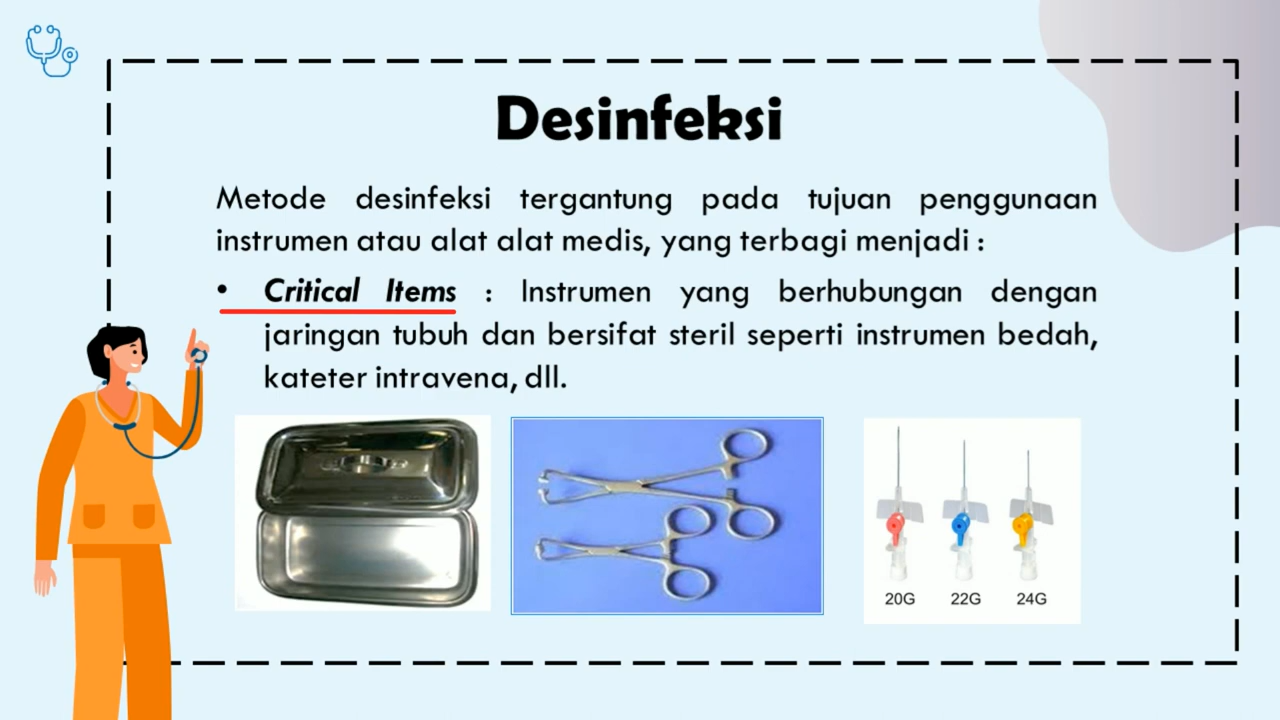 Desinfeksi
Metode desinfeksi tergantung pada tujuan penggunaan
instrumen atau alat alat medis, yang terbagi menjadi :
• Critical Items : Instrumen yang berhubungan dengan
jaringan tubuh dan bersifat steril seperti instrumen bedah,
kateter intravena, dll.
20G 22G 24G